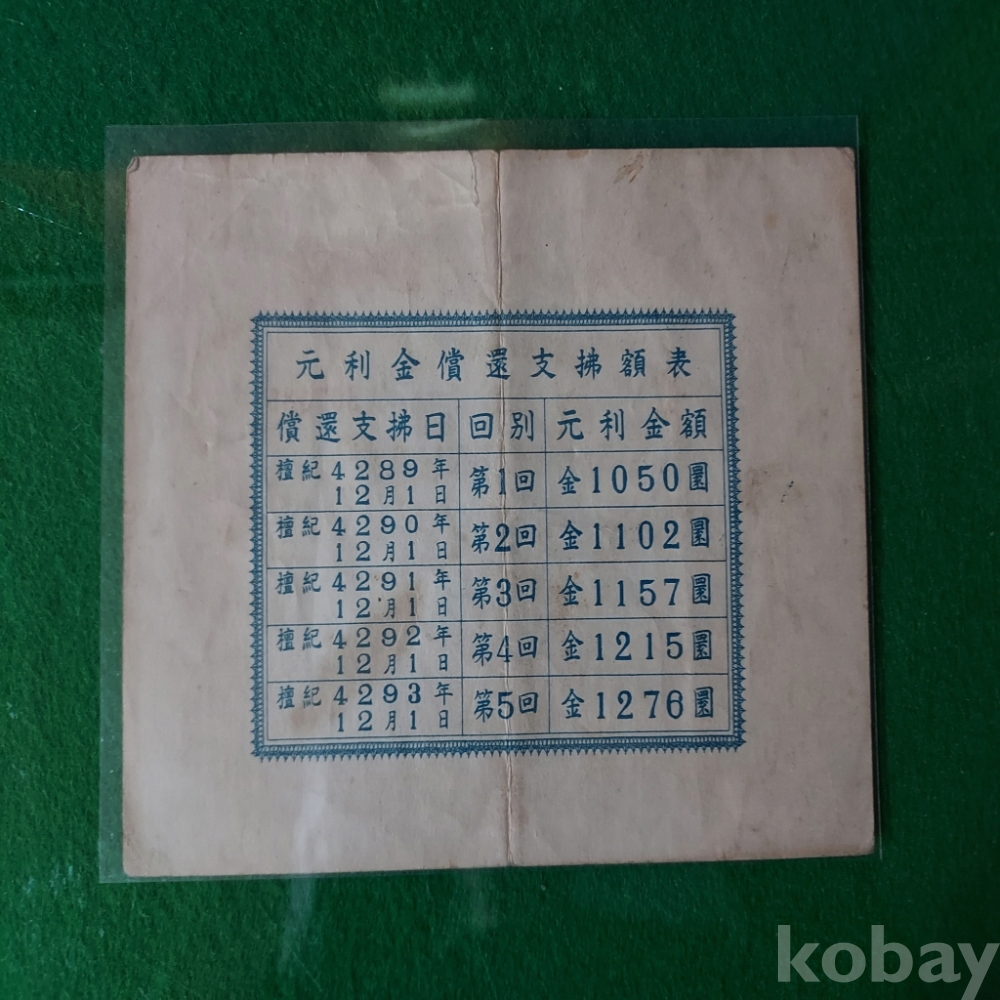 元利金償還支拂額表
償還支拂日 回別 元利金額
檀紀4289年 第1回 金1050圜
12月1日
檀紀4290年 第2回 金1102圜
12月1日
檀紀4291年 第3回 金1157圜
12月1日
檀紀4292年 第4回 金1215圜
12月1日
檀紀4293年 第5回 金1276圜
12月1日
kobay